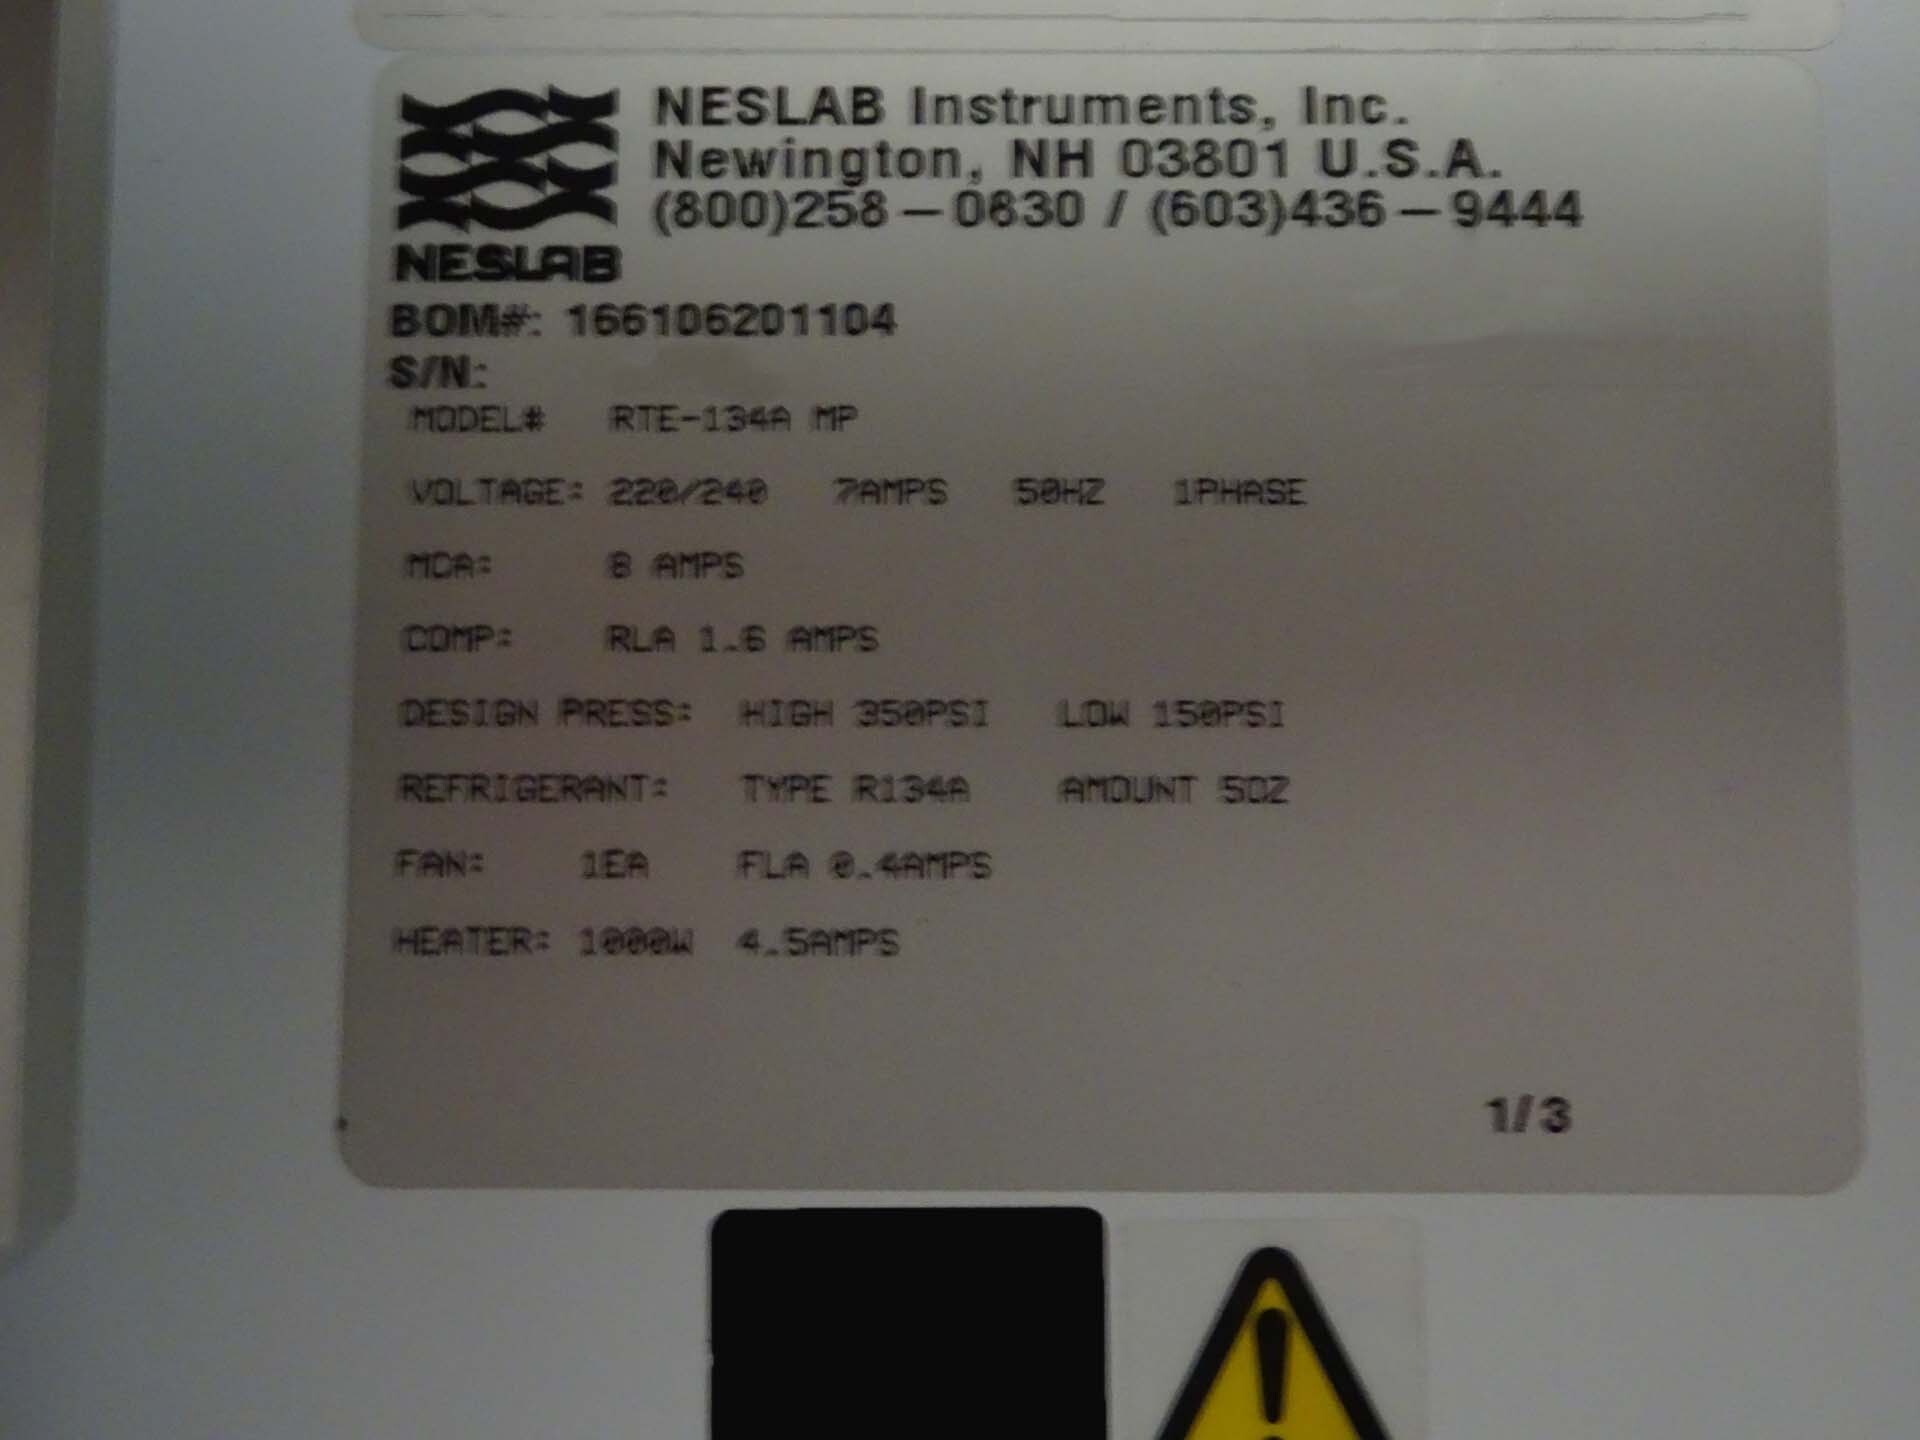 NESLAB Instruments, Inc.
Newington, NH 03801 U.S.A.
(800)258-0830 / (603)436-9444
NESLAB
BOM#: 166106201104
S/N:
MODEL# RTE-134A MP
VOLTAGE: 220/240 7AMPS 50HZ 1PHASE
MCA: 8 AMPS
COMP: RLA 1.6 AMPS
DESIGN PRESS: HIGH 350PSI LOW 150PSI
REFRIGERANT: TYPE R134A AMOUNT 5OZ
FAN: 1EA FLA 0.4AMPS
HEATER: 1000W 4.5AMPS
1/3